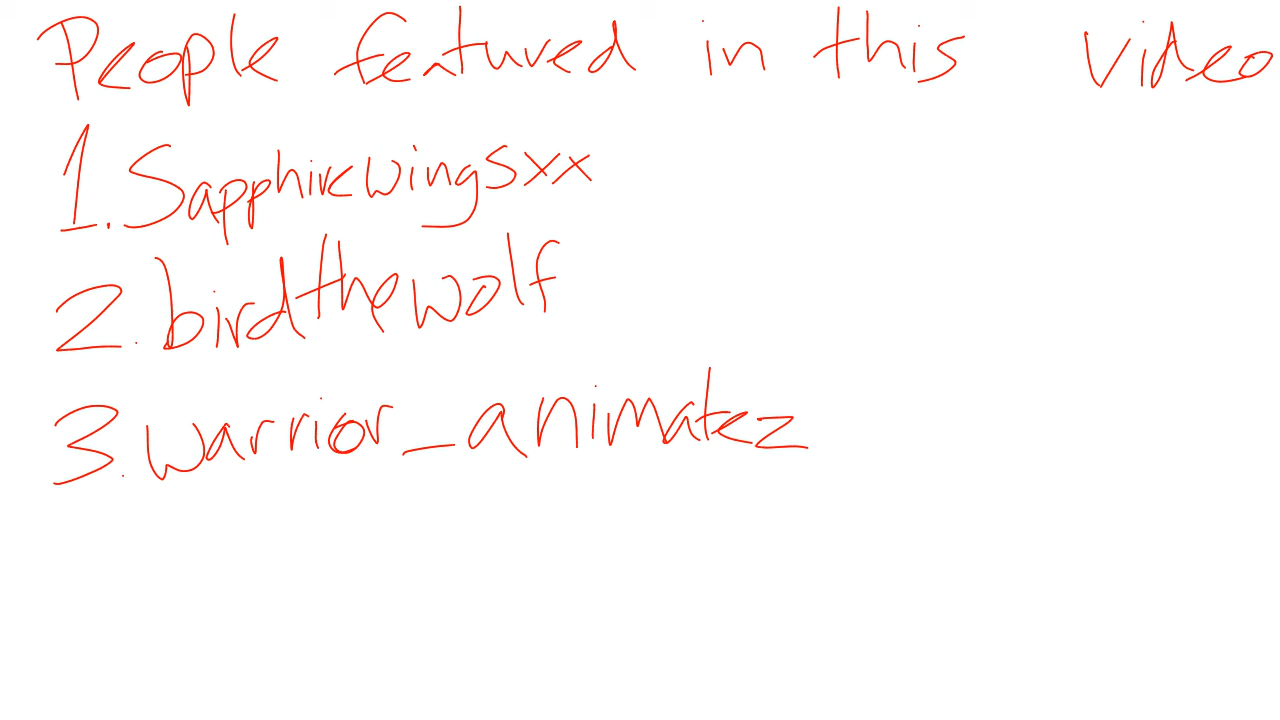 People featured in this video
1. Sapphirewingsxx
2. birdthewolf
3. warrior_animatez